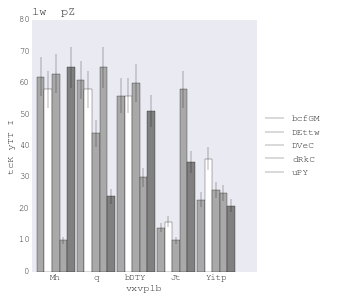 lw  pZ
80
70
60
50
40
30
20
10
0
tcK yTT I
Mh q bDTY Jt Yitp
vxvplb
bcfGM
DEttw
DVeC
dRkC
uPY